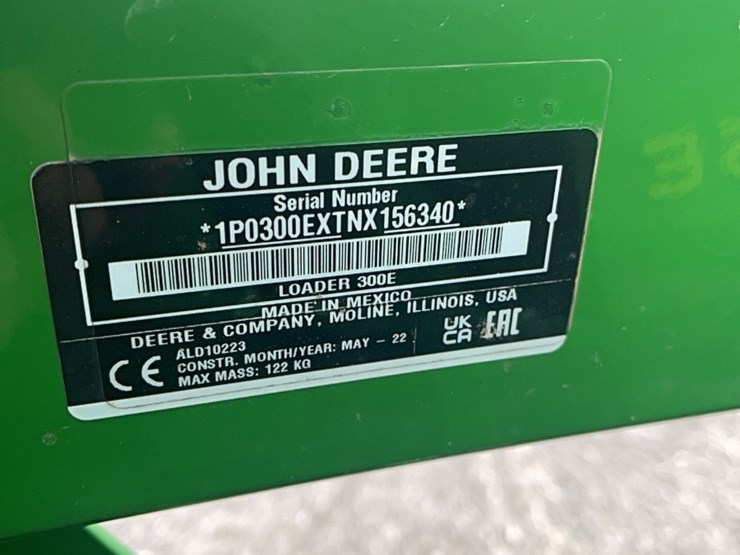 JOHN DEERE
Serial Number
*1P0300EXTNX156340*
LOADER 300E
MADE IN MEXICO
DEERE & COMPANY, MOLINE, ILLINOIS, USA
ALD10223
CONSTR. MONTH/YEAR: MAY - 22
MAX MASS: 122 KG
CE
UK
CA
EAC